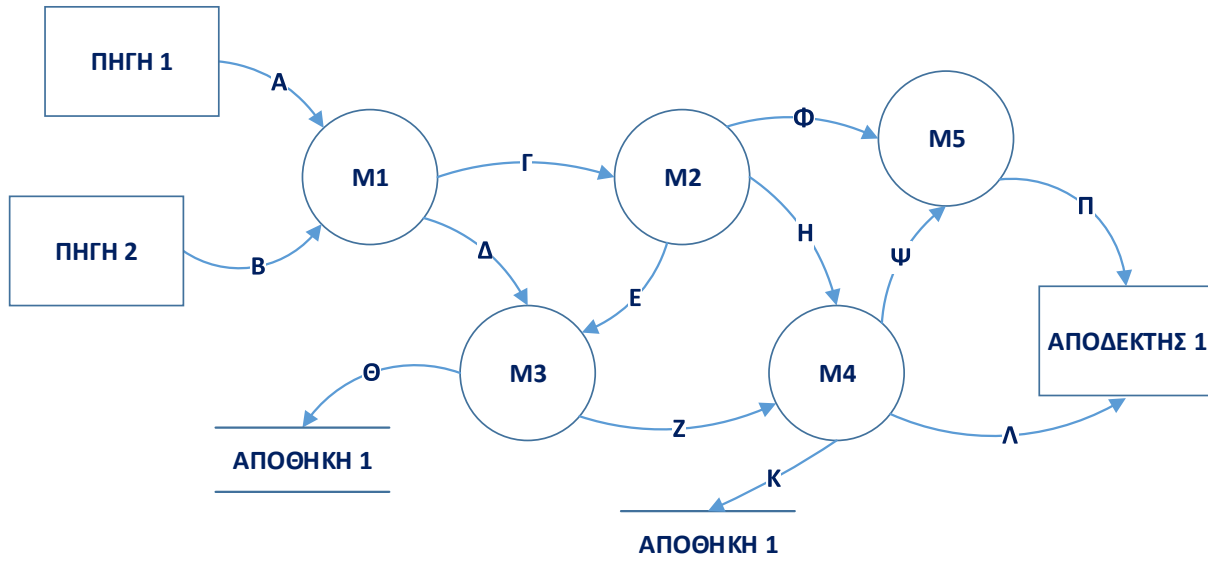 ΠΗΓΗ 1
Α
Φ
Μ5
Γ
Μ1
Μ2
Π
Η
ΠΗΓΗ 2
Δ
Ψ
Β
Ε
ΑΠΟΔΕΚΤΗΣ 1
Θ
Μ3
Μ4
Ζ
Λ
ΑΠΟΘΗΚΗ 1
Κ
ΑΠΟΘΗΚΗ 1